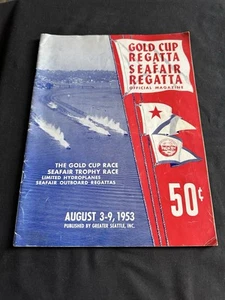 GOLD CUP
REGATTA
SEAFAIR
REGATTA
OFFICIAL MAGAZINE
THE GOLD CUP RACE
SEAFAIR TROPHY RACE
LIMITED HYDROPLANES
SEAFAIR OUTBOARD REGATTAS
50¢
AUGUST 3-9, 1953
PUBLISHED BY GREATER SEATTLE, INC.